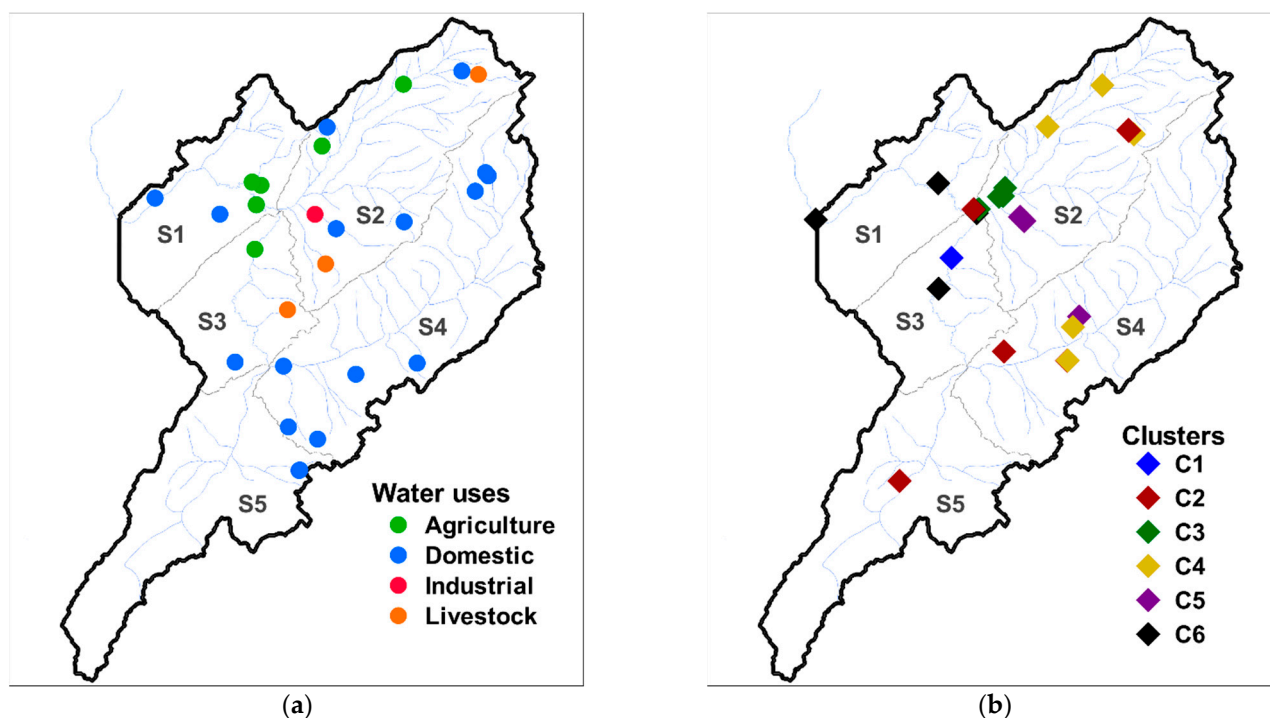 S1
S2
S3
S4
S5
Water uses
Agriculture
Domestic
Industrial
Livestock
(a)
S1
S2
S3
S4
S5
Clusters
C1
C2
C3
C4
C5
C6
(b)